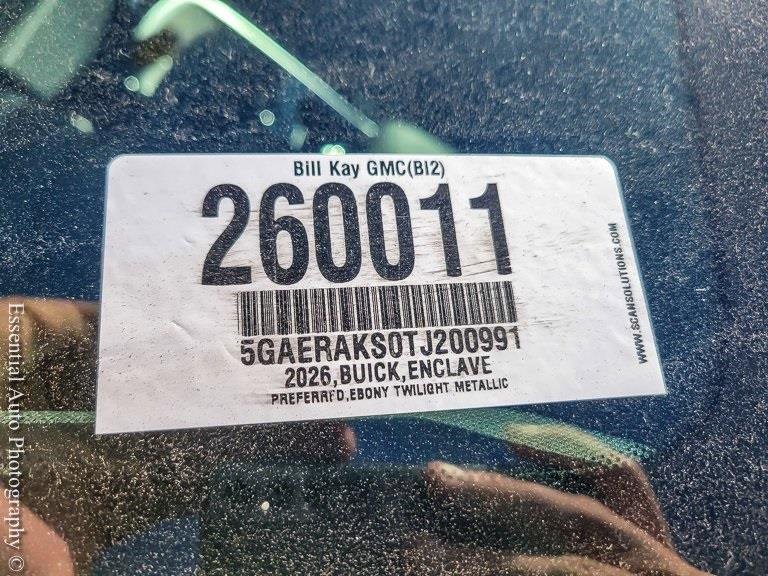 Bill Kay GMC(BI2)
260011
5GAERAKS0TJ200991
2026,BUICK,ENCLAVE
PREFERRED,EBONY TWILIGHT METALLIC
WWW.SCANSOLUTIONS.COM
Essential Auto Photography ©